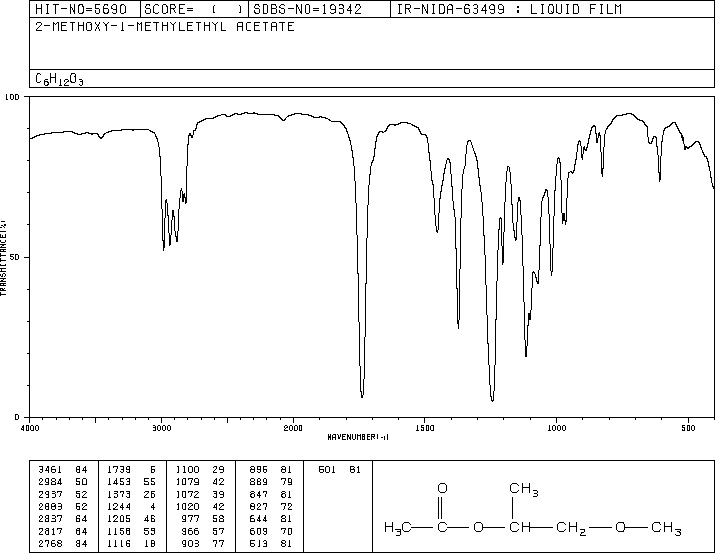 HIT-NO=5690 SCORE= ( ) SDBS-NO=19342 IR-NIDA-63499 : LIQUID FILM
2-METHOXY-1-METHYLETHYL ACETATE
C6H12O3
100
50
0
TRANSMITTANCE(%)
4000 3000 2000 1500 1000 500
WAVENUMBER(-1)
3461 84 1739 6 1100 29 896 81 501 81
2984 50 1453 55 1079 42 889 79
2937 52 1373 26 1072 39 847 81
2889 62 1244 4 1020 42 827 72
2837 64 1205 46 977 58 644 81
2817 64 1158 53 966 57 609 70
2768 84 1116 18 903 77 513 81
O CH3
H3C C O CH CH2 O CH3